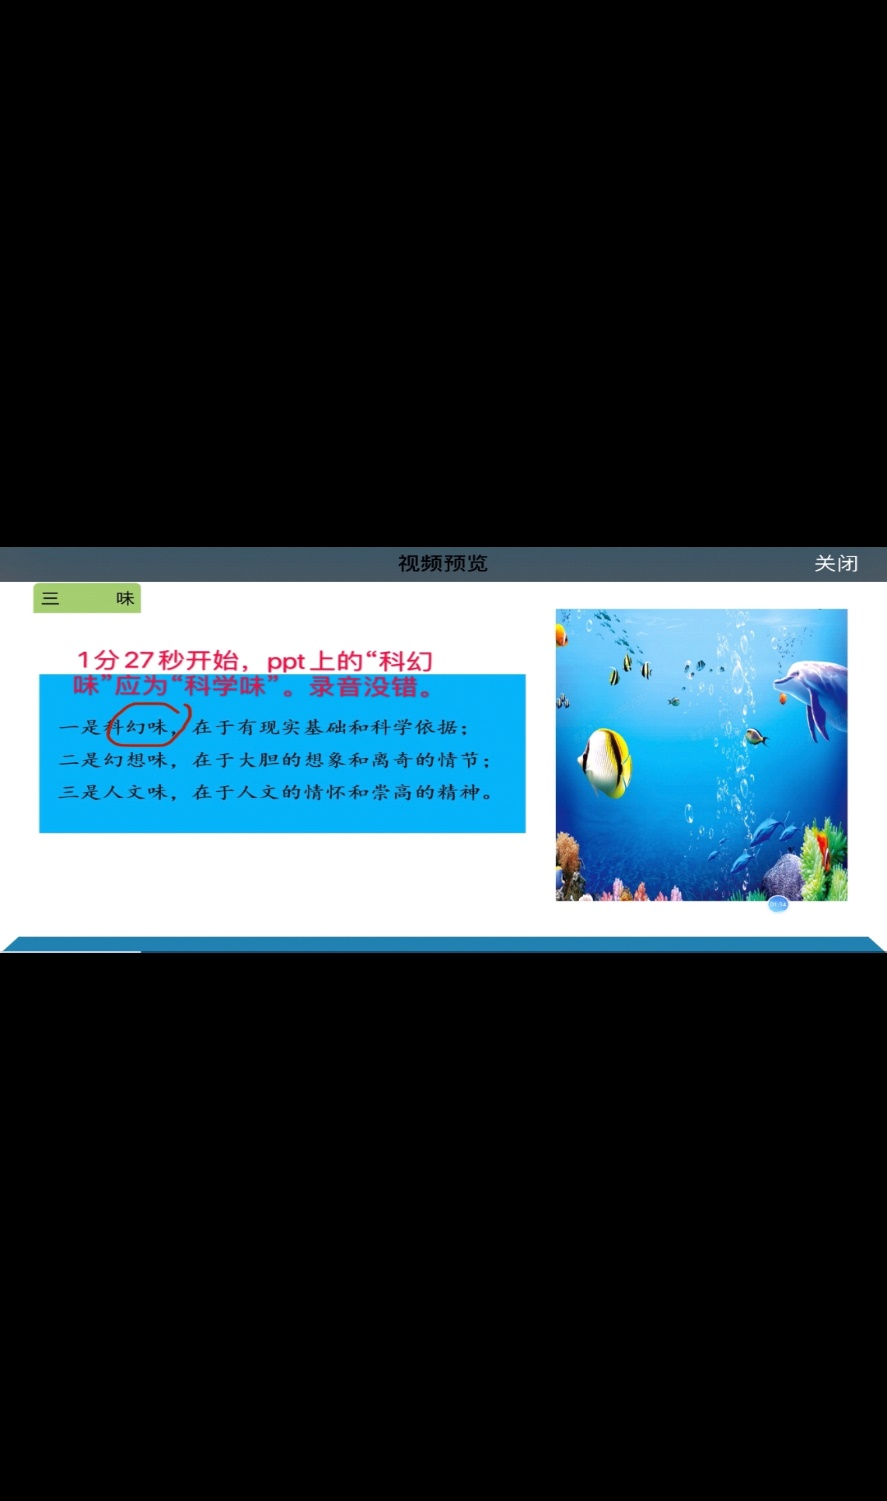 视频预览 关闭
三 味
1分27秒开始，ppt上的“科幻
味”应为“科学味”。录音没错。
一是科幻味，在于有现实基础和科学依据；
二是幻想味，在于大胆的想象和离奇的情节；
三是人文味，在于人文的情怀和崇高的精神。
01:04